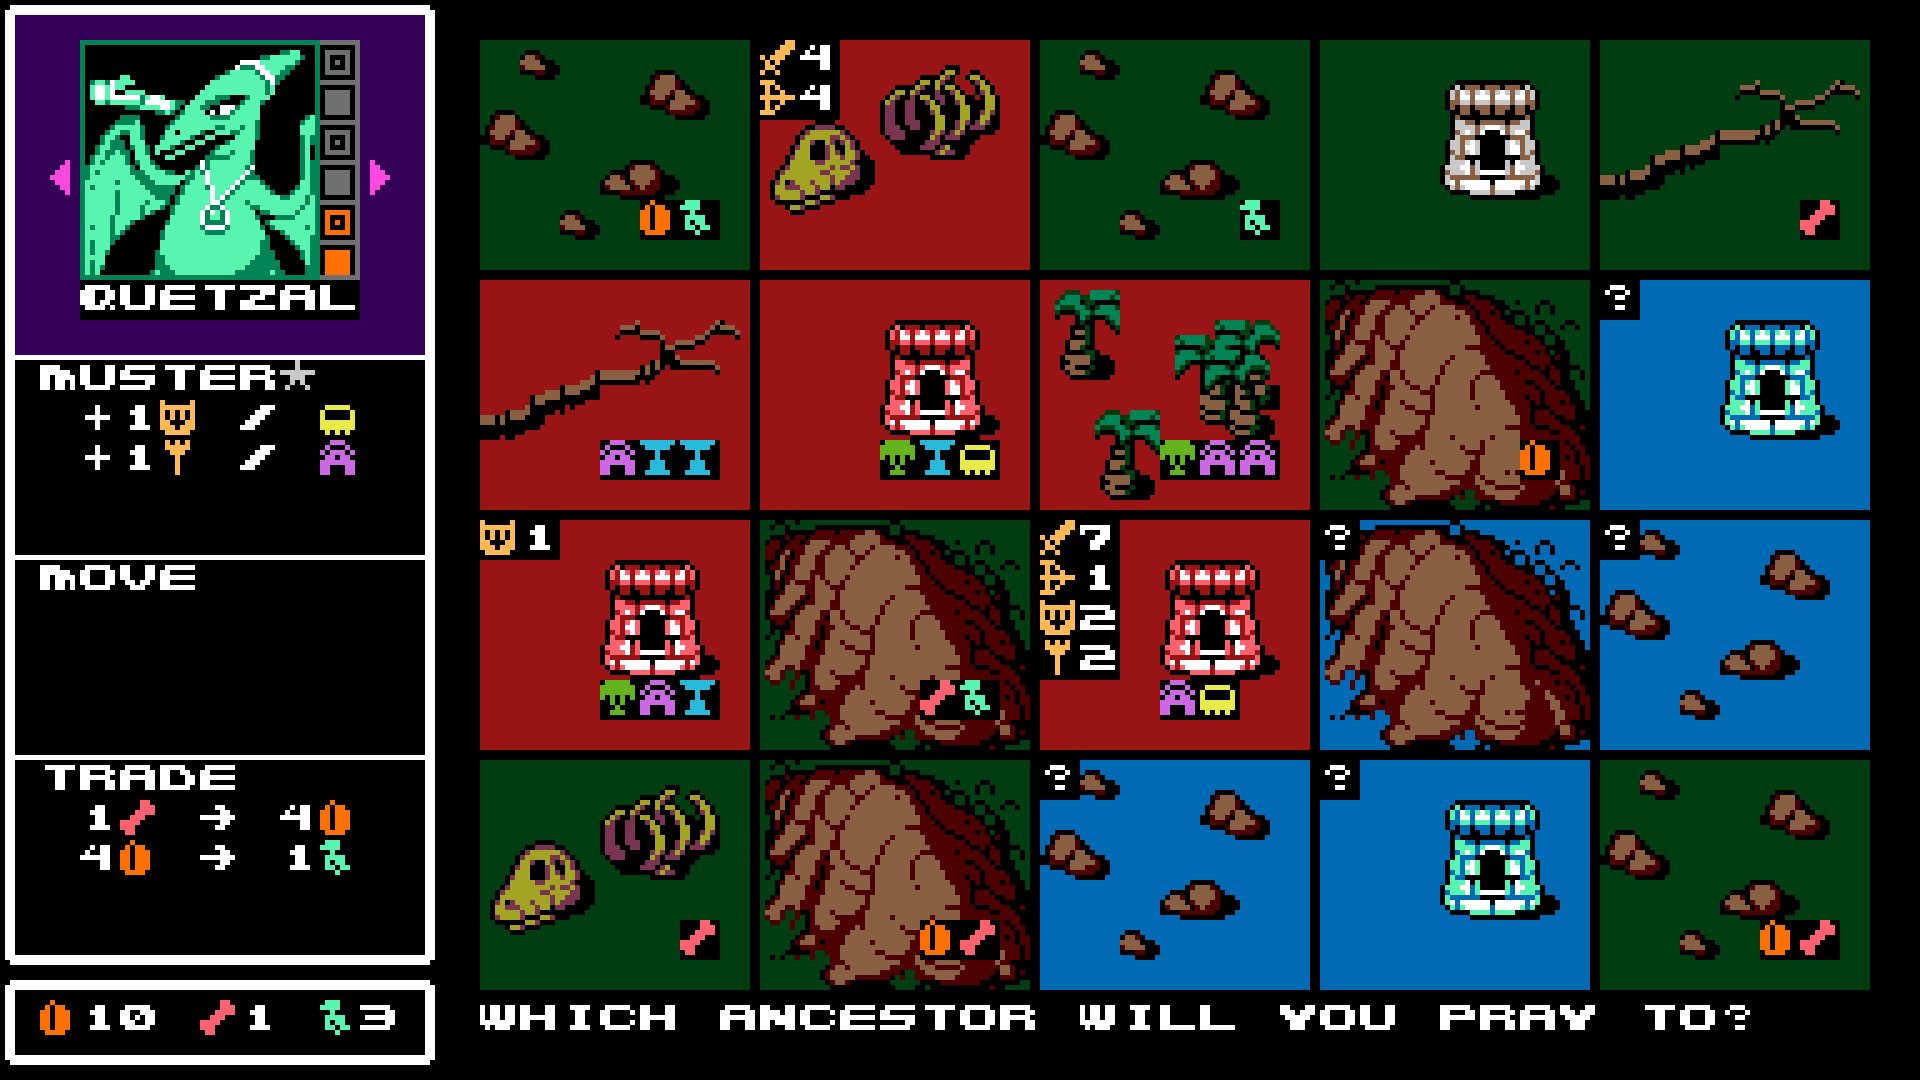 QUETZAL
MUSTER
+ 1 /
+ 1 /
MOVE
TRADE
1 → 4
4 → 1
10 1 3
4
4
?
1
7
1
2
2
?
?
?
?
WHICH ANCESTOR WILL YOU PRAY TO?